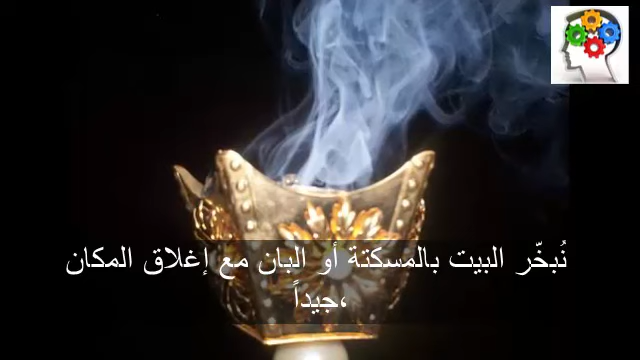 نُبخّر البيت بالمسكتة أو البان مع إغلاق المكان
جيداً،